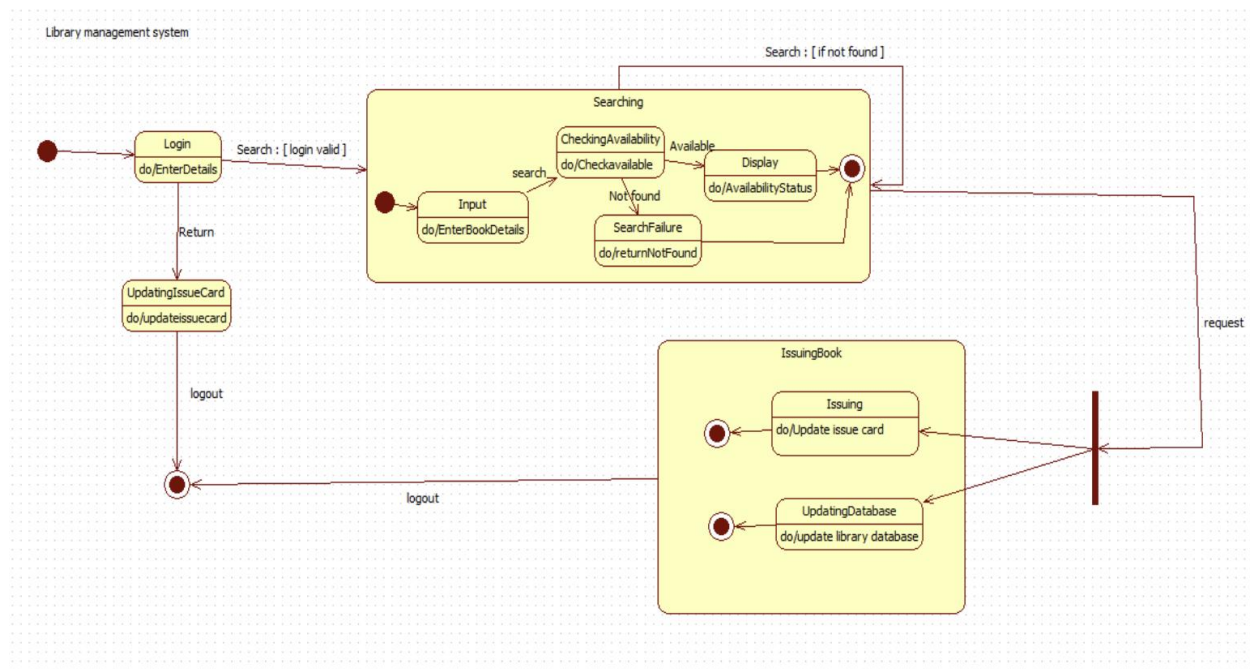 Library management system
Search : [ if not found ]
Searching
Login
do/EnterDetails
Search : [ login valid ]
CheckingAvailability
do/Checkavailable
Available
Display
do/AvailabilityStatus
search
Input
do/EnterBookDetails
Not found
SearchFailure
do/returnNotFound
Return
UpdatingIssueCard
do/updateissuecard
request
IssuingBook
logout
Issuing
do/Update issue card
logout
UpdatingDatabase
do/update library database